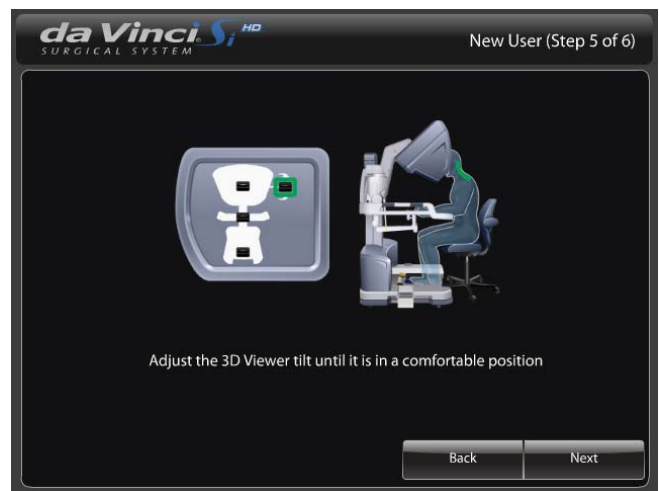 da Vinci. Si HD
SURGICAL SYSTEM
New User (Step 5 of 6)
Adjust the 3D Viewer tilt until it is in a comfortable position
Back
Next